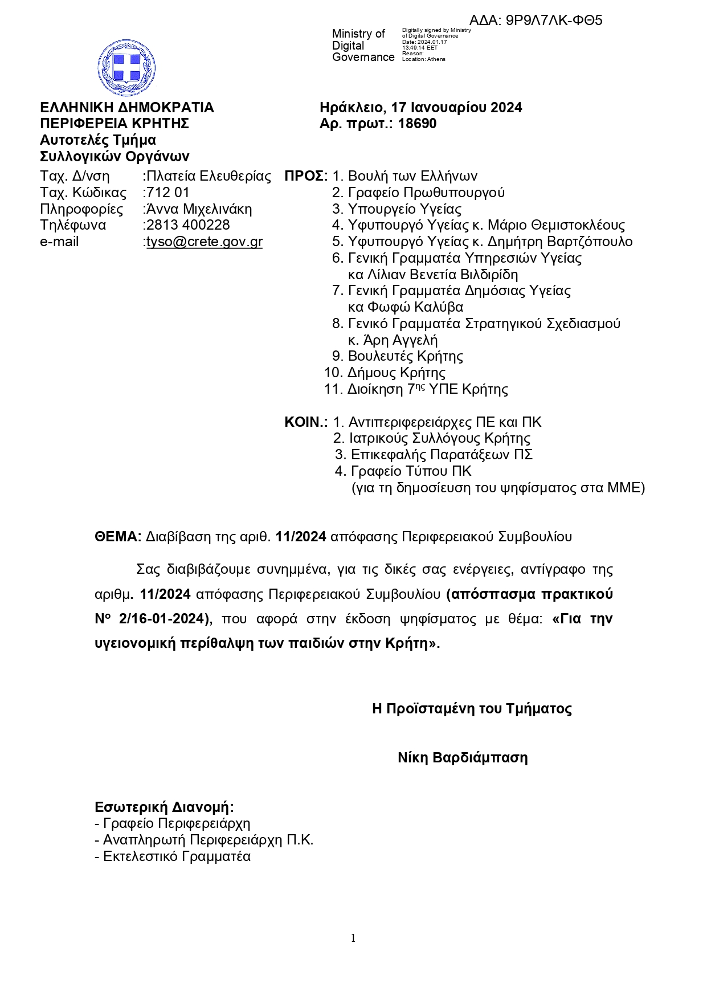 ΑΔΑ: 9Ρ9Λ7ΛΚ-ΦΘ5
Ministry of
Digital
Governance
Digitally signed by Ministry
of Digital Governance
Date: 2024.01.17
13:49:14 EET
Reason:
Location: Athens
ΕΛΛΗΝΙΚΗ ΔΗΜΟΚΡΑΤΙΑ
ΠΕΡΙΦΕΡΕΙΑ ΚΡΗΤΗΣ
Αυτοτελές Τμήμα
Συλλογικών Οργάνων
Ηράκλειο, 17 Ιανουαρίου 2024
Αρ. πρωτ.: 18690
Ταχ. Δ/νση :Πλατεία Ελευθερίας
Ταχ. Κώδικας :712 01
Πληροφορίες :Άννα Μιχελινάκη
Τηλέφωνα :2813 400228
e-mail :tyso@crete.gov.gr
ΠΡΟΣ: 1. Βουλή των Ελλήνων
2. Γραφείο Πρωθυπουργού
3. Υπουργείο Υγείας
4. Υφυπουργό Υγείας κ. Μάριο Θεμιστοκλέους
5. Υφυπουργό Υγείας κ. Δημήτρη Βαρτζόπουλο
6. Γενική Γραμματέα Υπηρεσιών Υγείας
κα Λίλιαν Βενετία Βιλδιρίδη
7. Γενική Γραμματέα Δημόσιας Υγείας
κα Φωφώ Καλύβα
8. Γενικό Γραμματέα Στρατηγικού Σχεδιασμού
κ. Άρη Αγγελή
9. Βουλευτές Κρήτης
10. Δήμους Κρήτης
11. Διοίκηση 7ης ΥΠΕ Κρήτης
ΚΟΙΝ.: 1. Αντιπεριφερειάρχες ΠΕ και ΠΚ
2. Ιατρικούς Συλλόγους Κρήτης
3. Επικεφαλής Παρατάξεων ΠΣ
4. Γραφείο Τύπου ΠΚ
(για τη δημοσίευση του ψηφίσματος στα ΜΜΕ)
ΘΕΜΑ: Διαβίβαση της αριθ. 11/2024 απόφασης Περιφερειακού Συμβουλίου
Σας διαβιβάζουμε συνημμένα, για τις δικές σας ενέργειες, αντίγραφο της
αριθμ. 11/2024 απόφασης Περιφερειακού Συμβουλίου (απόσπασμα πρακτικού
Νº 2/16-01-2024), που αφορά στην έκδοση ψηφίσματος με θέμα: «Για την
υγειονομική περίθαλψη των παιδιών στην Κρήτη».
Η Προϊσταμένη του Τμήματος
Νίκη Βαρδιάμπαση
Εσωτερική Διανομή:
- Γραφείο Περιφερειάρχη
- Αναπληρωτή Περιφερειάρχη Π.Κ.
- Εκτελεστικό Γραμματέα
1